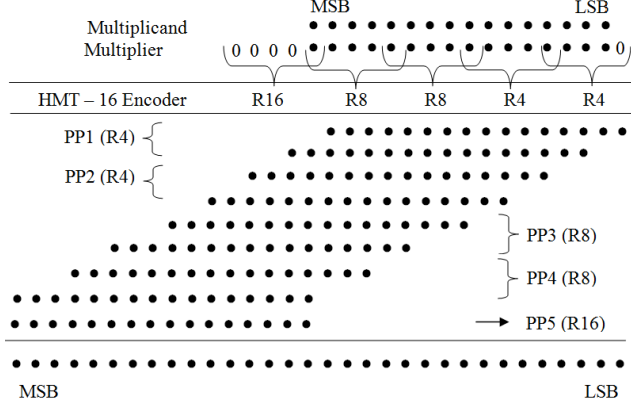 MSB LSB
Multiplicand
Multiplier 0 0 0 0 0
HMT – 16 Encoder R16 R8 R8 R4 R4
PP1 (R4)
PP2 (R4)
PP3 (R8)
PP4 (R8)
PP5 (R16)
MSB LSB